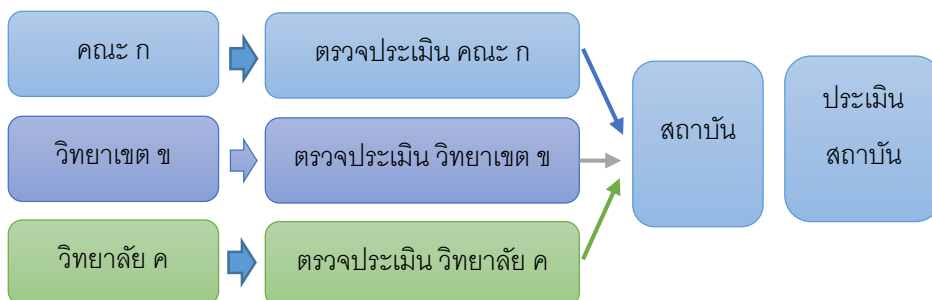 คณะ ก
ตรวจประเมิน คณะ ก
วิทยาเขต ข
ตรวจประเมิน วิทยาเขต ข
วิทยาลัย ค
ตรวจประเมิน วิทยาลัย ค
สถาบัน
ประเมิน
สถาบัน